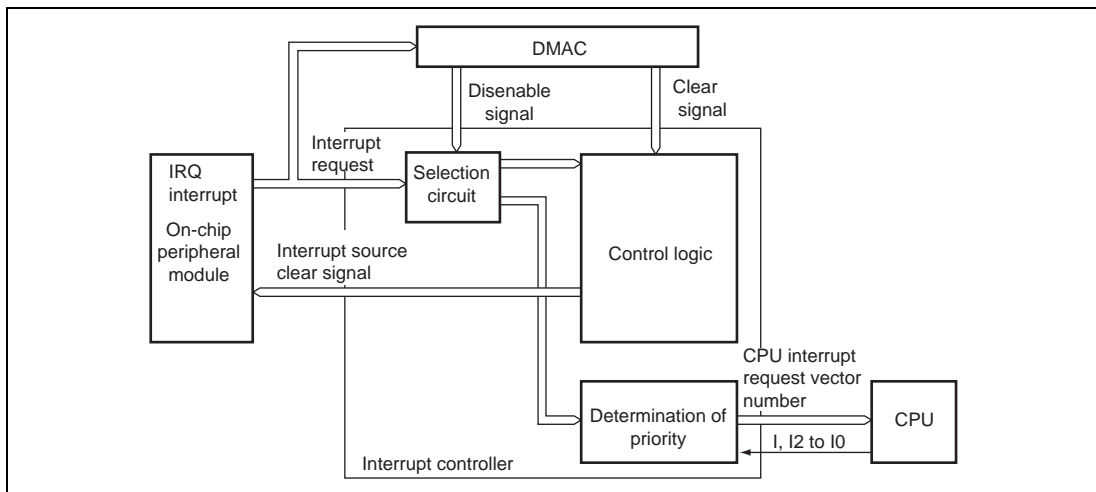 DMAC
Disenable
signal
Clear
signal
Interrupt
request
IRQ
interrupt
On-chip
peripheral
module
Selection
circuit
Interrupt source
clear signal
Control logic
CPU interrupt
request vector
number
Determination of
priority
CPU
I, I2 to I0
Interrupt controller